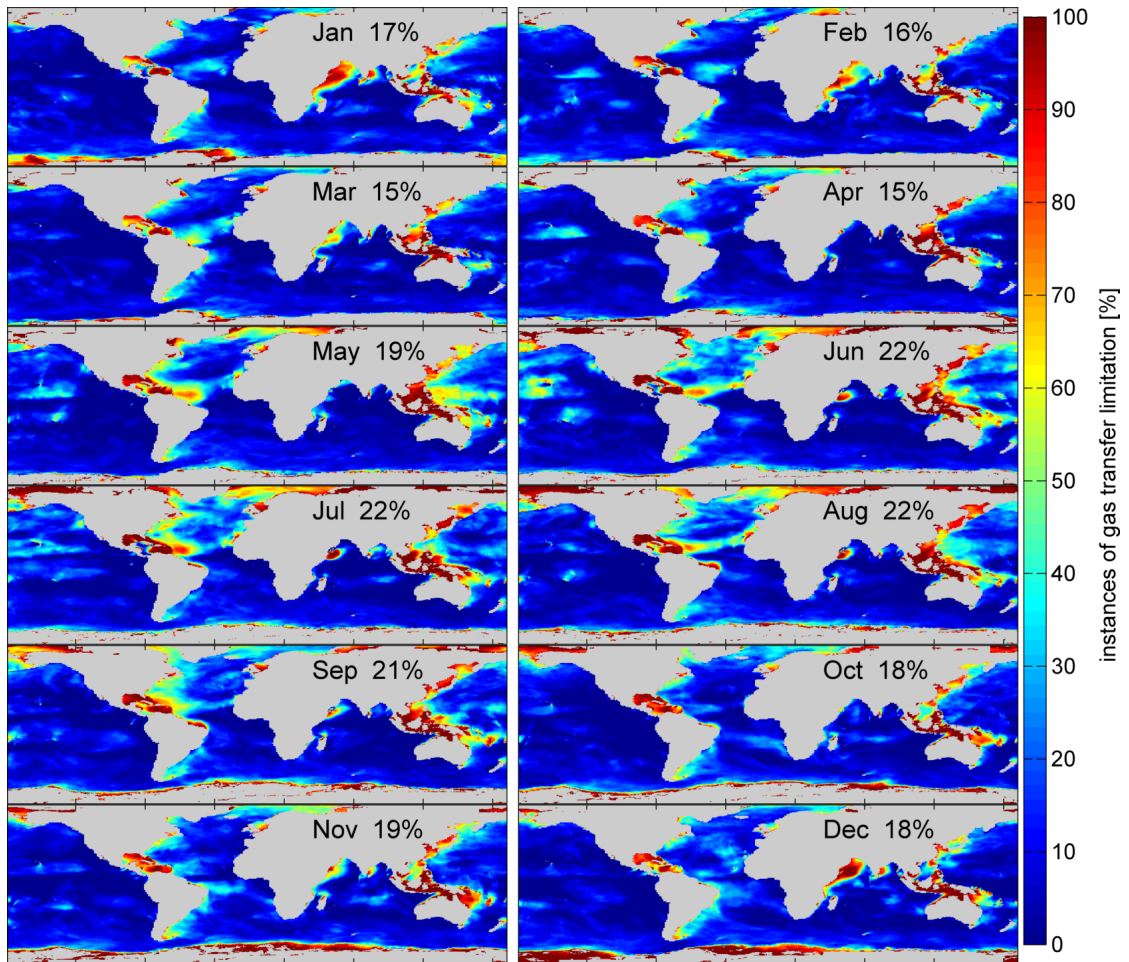 Jan 17%
Feb 16%
Mar 15%
Apr 15%
May 19%
Jun 22%
Jul 22%
Aug 22%
Sep 21%
Oct 18%
Nov 19%
Dec 18%
100
90
80
70
60
50
40
30
20
10
0
instances of gas transfer limitation [%]